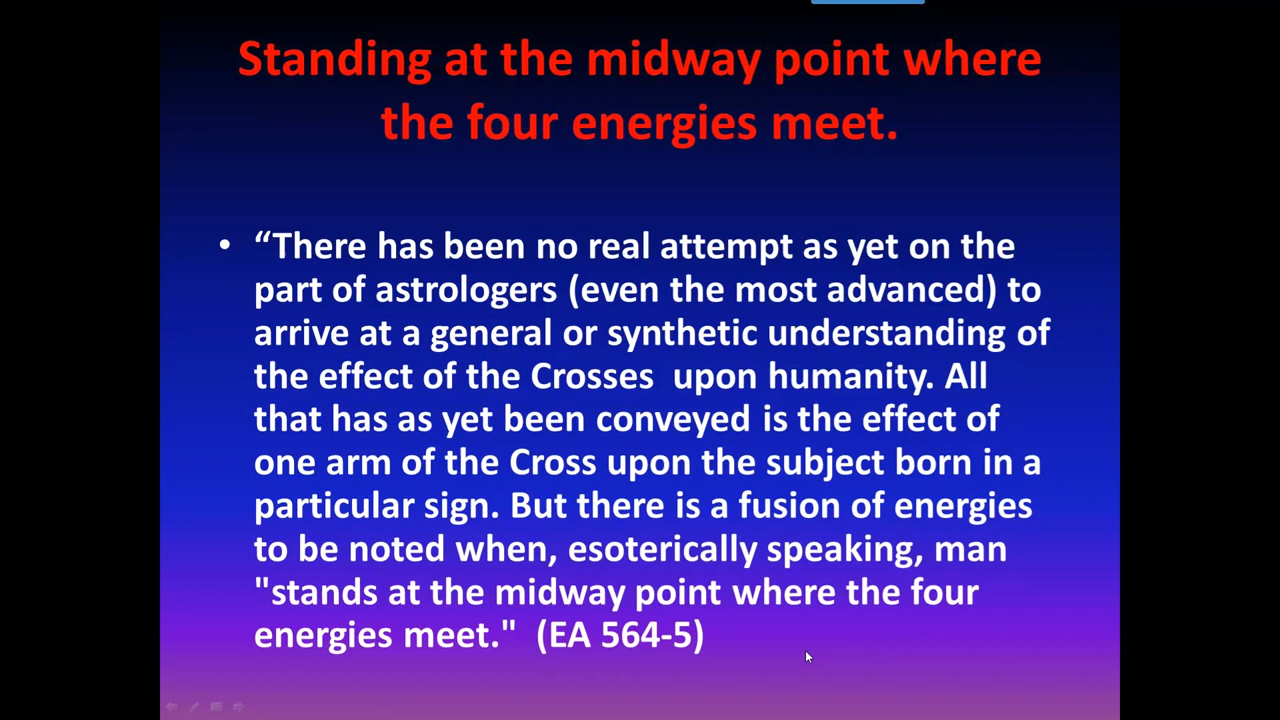 Standing at the midway point where
the four energies meet.
• “There has been no real attempt as yet on the
part of astrologers (even the most advanced) to
arrive at a general or synthetic understanding of
the effect of the Crosses  upon humanity. All
that has as yet been conveyed is the effect of
one arm of the Cross upon the subject born in a
particular sign. But there is a fusion of energies
to be noted when, esoterically speaking, man
"stands at the midway point where the four
energies meet."  (EA 564-5)